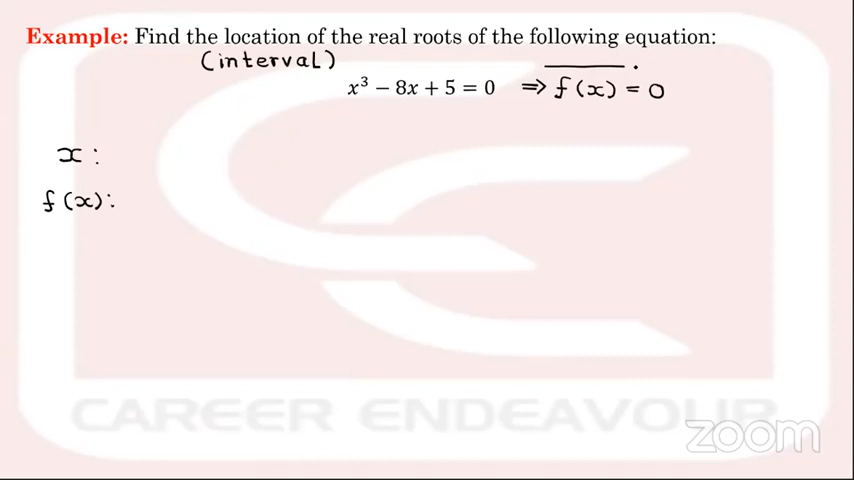 Example: Find the location of the real roots of the following equation:
(interval)
x³ − 8x + 5 = 0 ⇒ f(x) = 0
x :
f(x) :
CAREER ENDEAVOUR
zoom